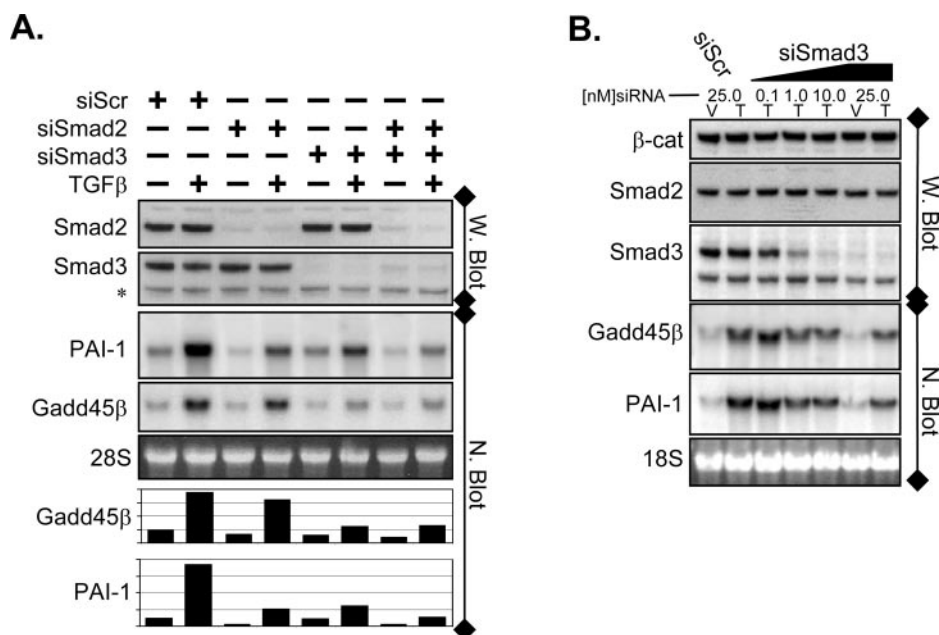 A.
siScr + + − − − − − −
siSmad2 − − + + − − + +
siSmad3 − − − − + + + +
TGFβ − + − + − + − +
Smad2
Smad3
*
W. Blot
PAI-1
Gadd45β
28S
Gadd45β
PAI-1
N. Blot
B.
siScr siSmad3
[nM]siRNA 25.0 0.1 1.0 10.0 25.0
V T T T T V T
β-cat
Smad2
Smad3
W. Blot
Gadd45β
PAI-1
18S
N. Blot